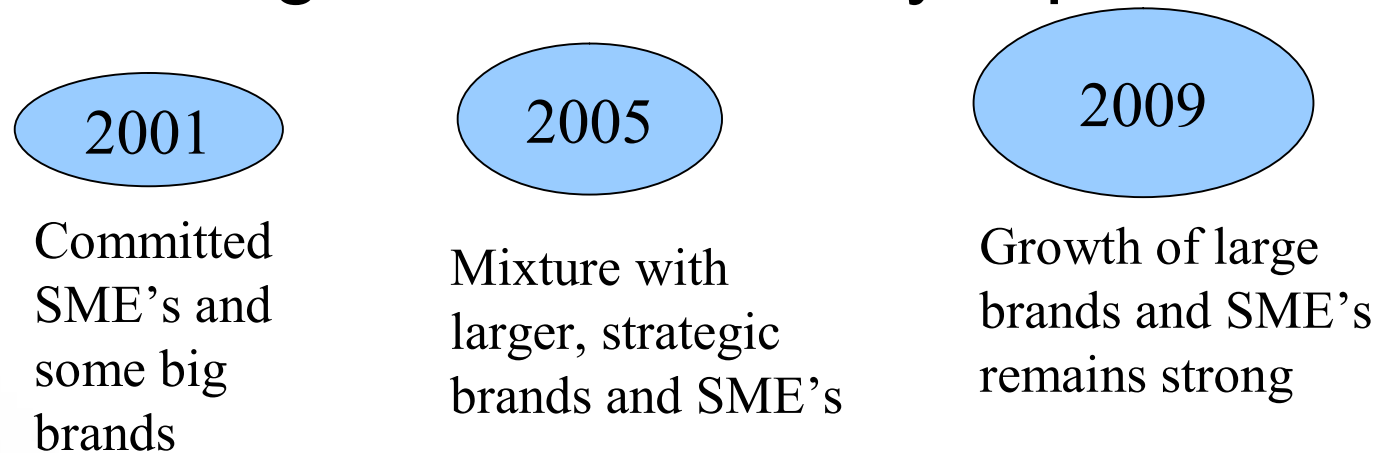 2001
Committed
SME’s and
some big
brands
2005
Mixture with
larger, strategic
brands and SME’s
2009
Growth of large
brands and SME’s
remains strong